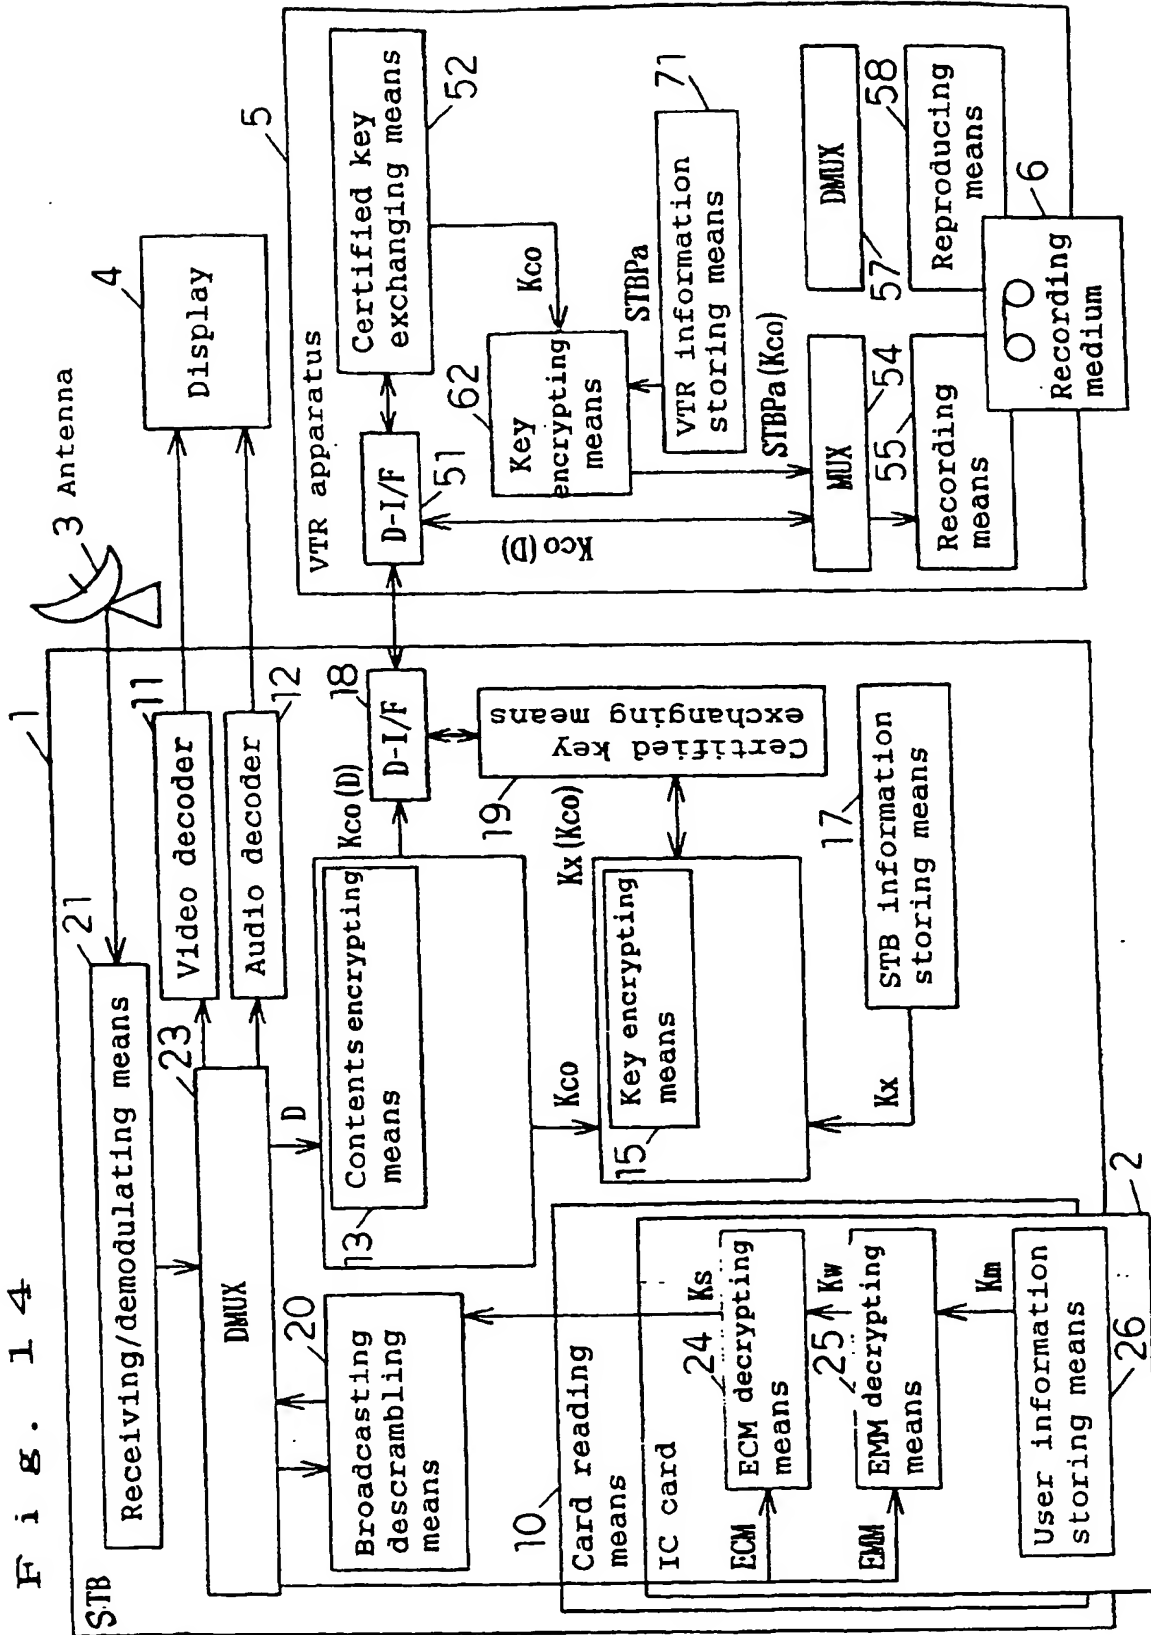 Fig. 14
STB
1
Receiving/demodulating means
21
3 Antenna
4
Display
DMUX
23
Video decoder
11
Audio decoder
12
D
Broadcasting
descrambling
means
20
Contents encrypting
means
13
Kco(D)
D-I/F
18
Certified key
exchanging means
19
Kco
Kx(Kco)
Key encrypting
means
15
Kx
STB information
storing means
17
10
Card reading
means
IC card
2
Ks
ECM
ECM decrypting
means
24
Kw
EMM
EMM decrypting
means
25
Km
User information
storing means
26
VTR apparatus
5
D-I/F
51
Certified key
exchanging means
52
Kco
Key
encrypting
means
62
STBPa
VTR information
storing means
71
STBPa(Kco)
Kco(D)
MUX
54
DMUX
57
Recording
means
55
Reproducing
means
58
Recording
medium
6